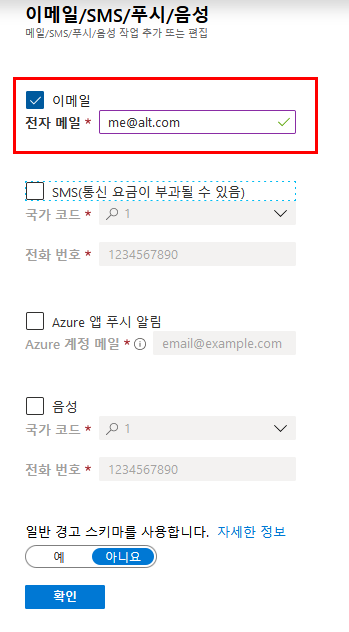 이메일/SMS/푸시/음성
메일/SMS/푸시/음성 작업 추가 또는 편집
이메일
전자 메일 * me@alt.com
SMS(통신 요금이 부과될 수 있음)
국가 코드 * 1
전화 번호 * 1234567890
Azure 앱 푸시 알림
Azure 계정 메일 * email@example.com
음성
국가 코드 * 1
전화 번호 * 1234567890
일반 경고 스키마를 사용합니다. 자세한 정보
예 아니요
확인